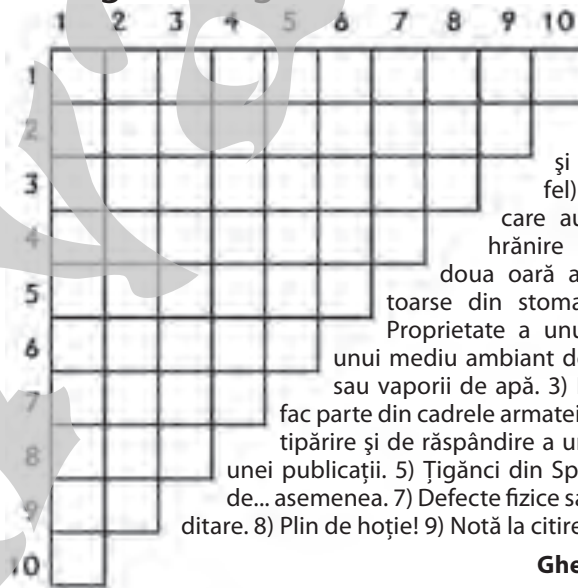 1 2 3 4 5 6 7 8 9 10
1
2
şi
3
fel)
care au
4
hrănire
doua oară a
5
toarse din stoma
Proprietate a unu
6
unui mediu ambiant de
sau vaporii de apă. 3)
7
fac parte din cadrele armatei
tipărire şi de răspândire a u
8
unei publicaţii. 5) Ţigănci din Sp
de... asemenea. 7) Defecte fizice sa
9
ditare. 8) Plin de hoţie! 9) Notă la citire
10
Ghe